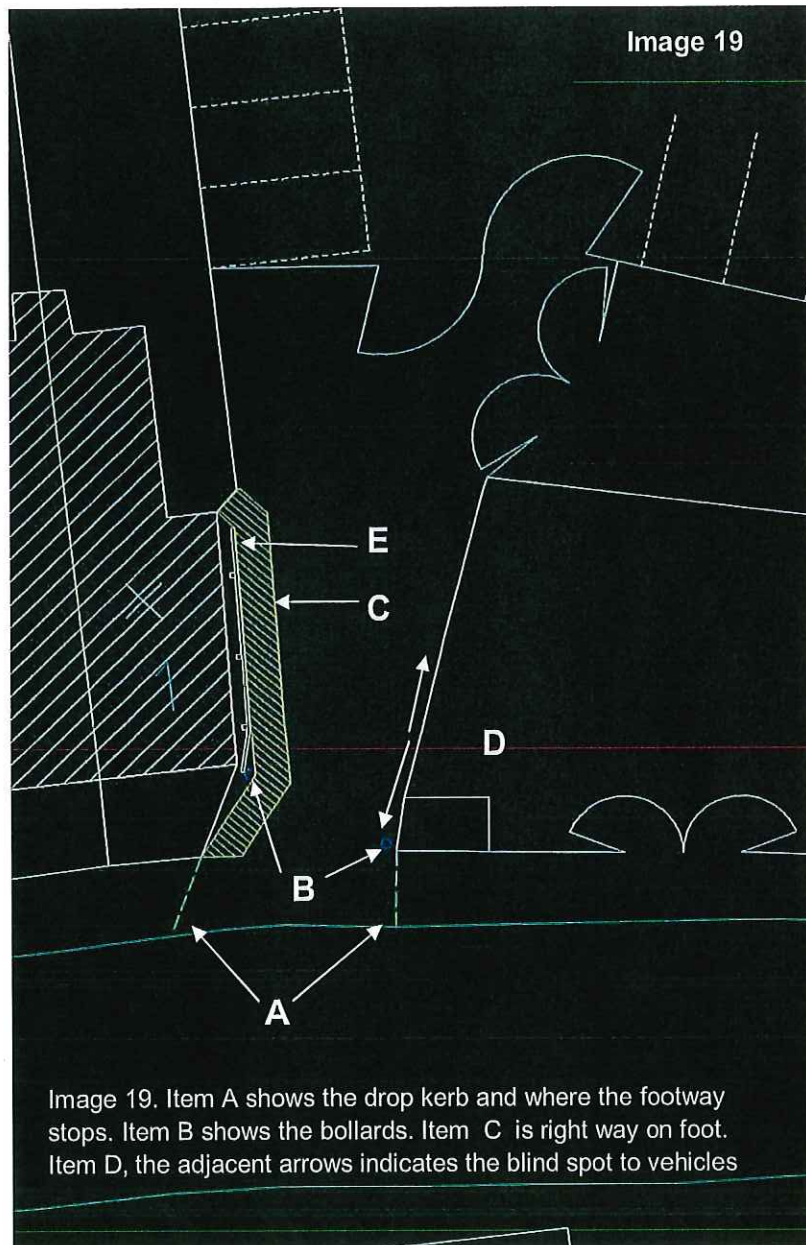 Image 19
E
C
D
B
A
Image 19. Item A shows the drop kerb and where the footway
stops. Item B shows the bollards. Item C is right way on foot.
Item D, the adjacent arrows indicates the blind spot to vehicles